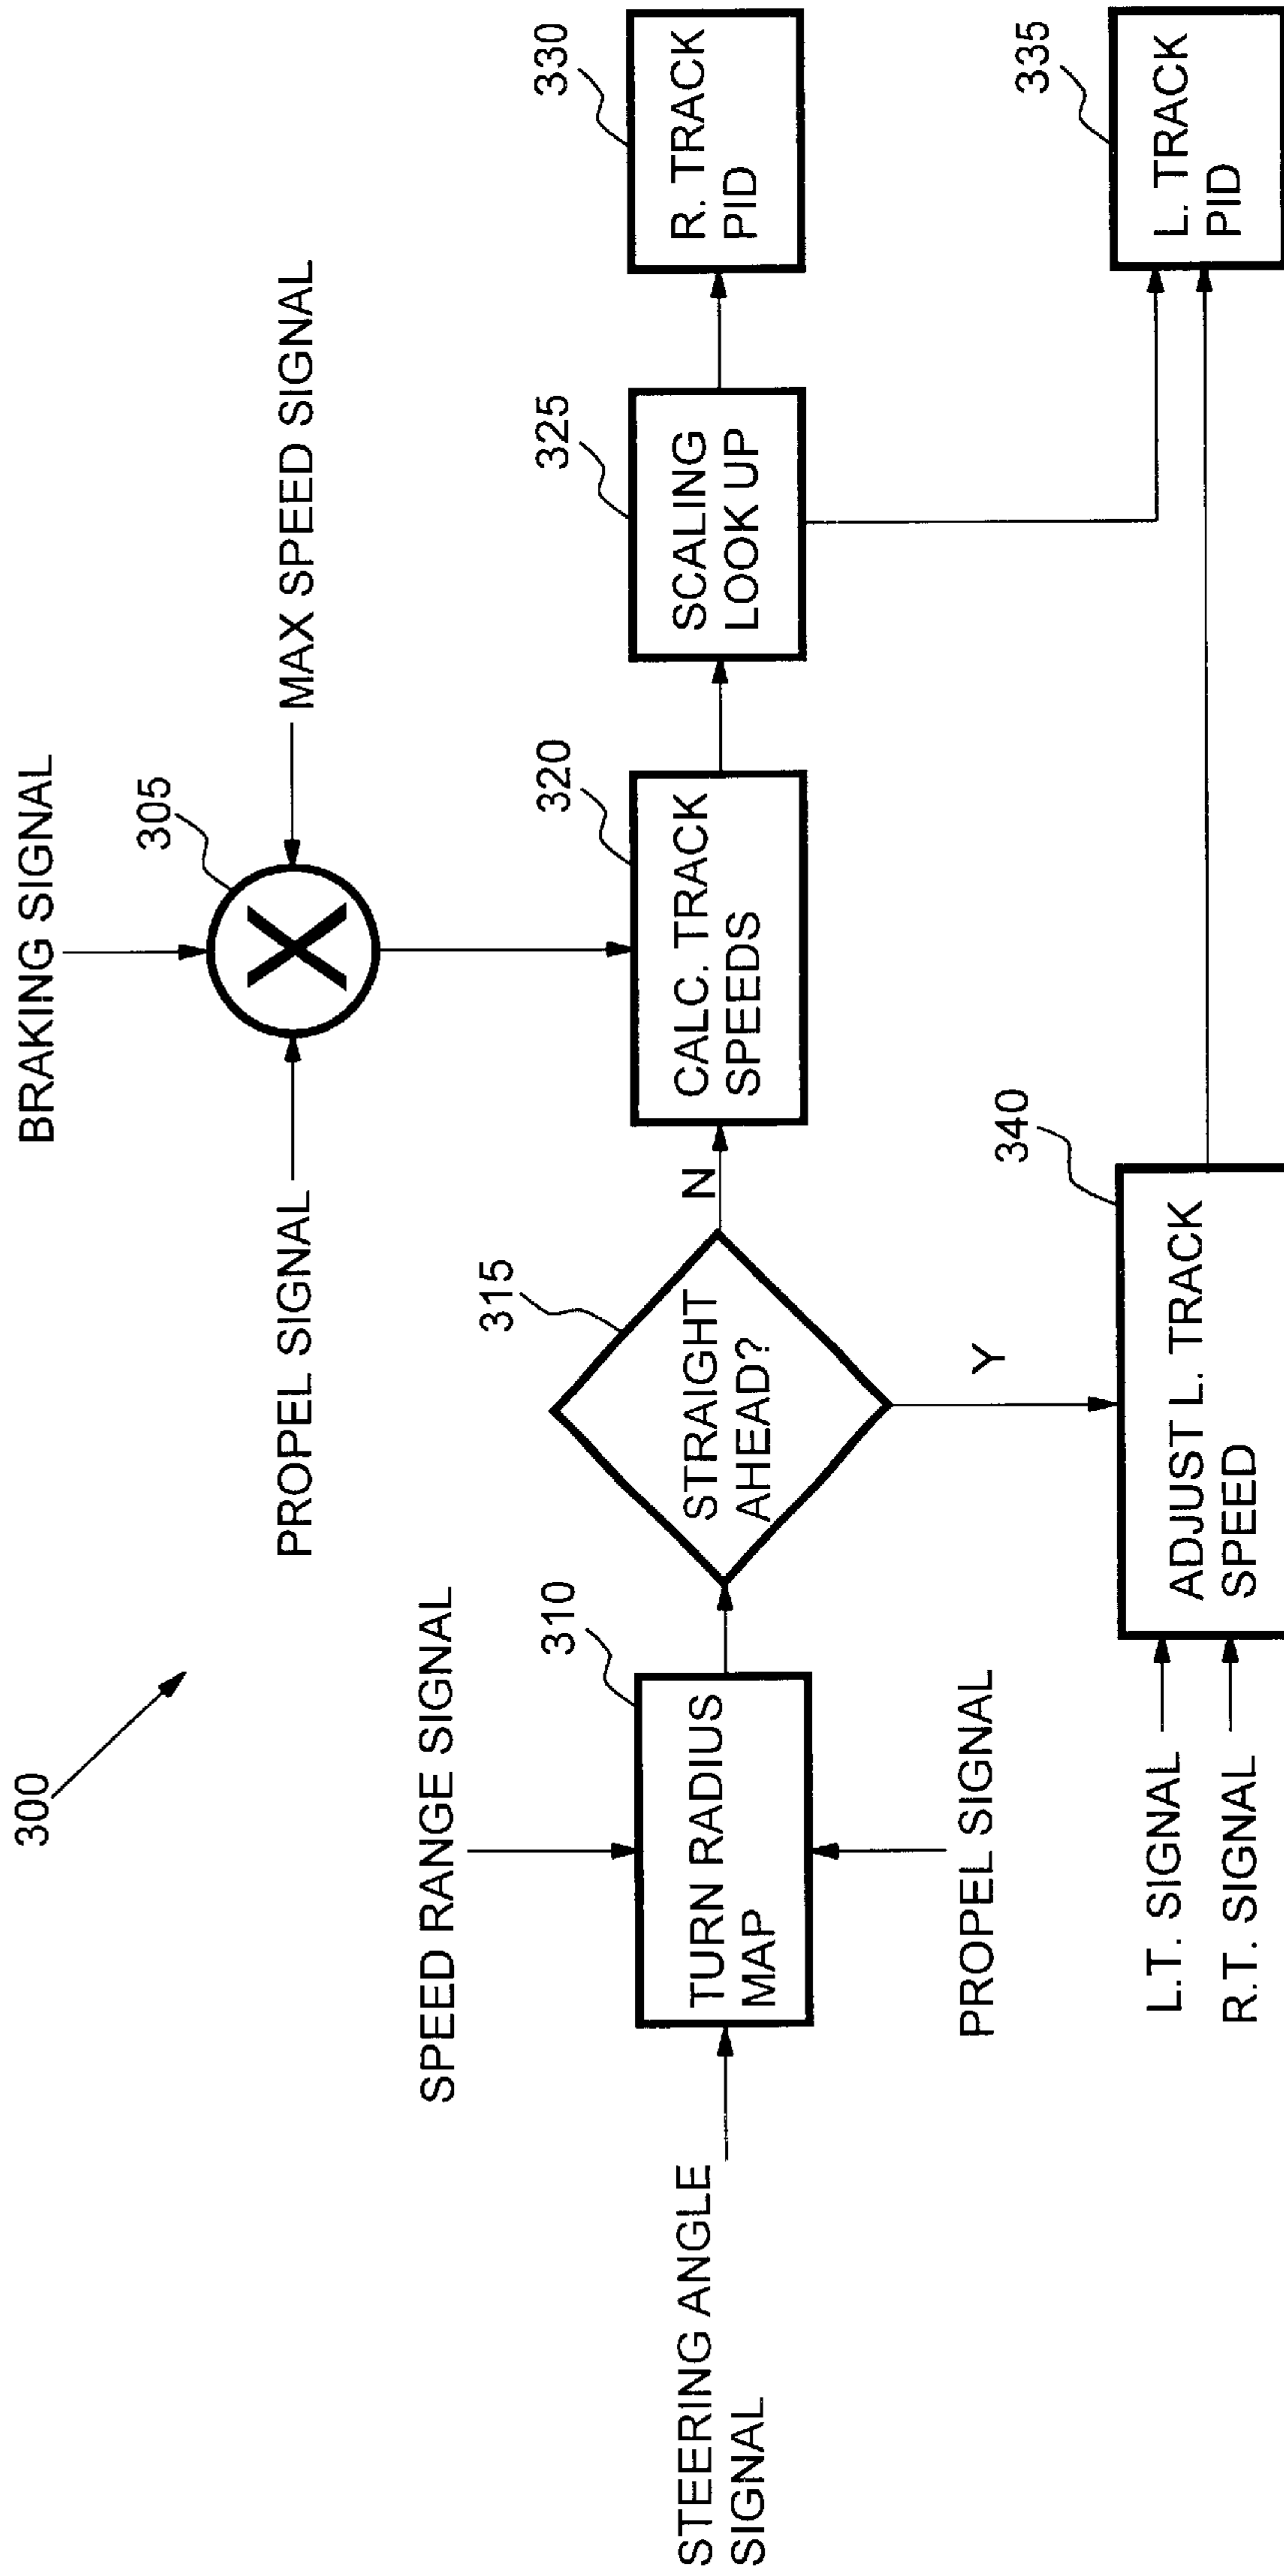 300
BRAKING SIGNAL
305
PROPEL SIGNAL
MAX SPEED SIGNAL
X
SPEED RANGE SIGNAL
310
315
320
325
330
STEERING ANGLE
SIGNAL
TURN RADIUS
MAP
STRAIGHT
AHEAD?
N
CALC. TRACK
SPEEDS
SCALING
LOOK UP
R. TRACK
PID
PROPEL SIGNAL
Y
340
335
L.T. SIGNAL
R.T. SIGNAL
ADJUST L. TRACK
SPEED
L. TRACK
PID